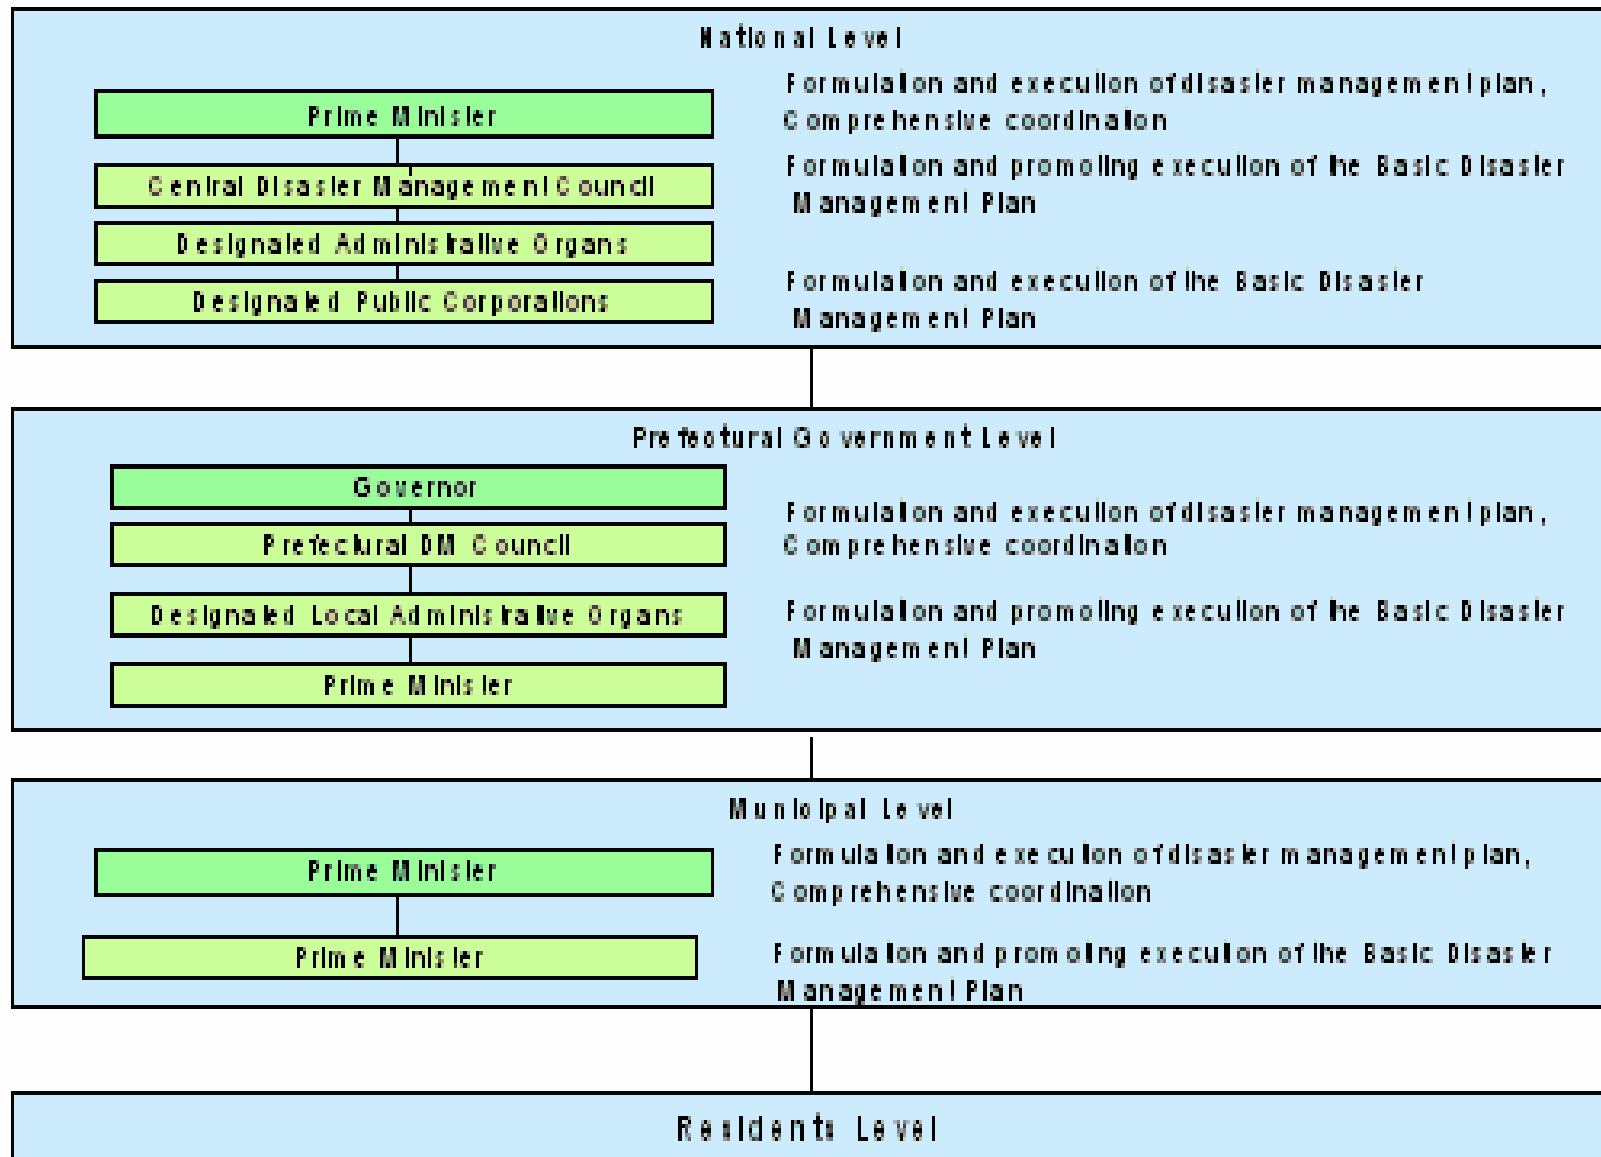 National Level
Prime Minister
Formulation and execution of disaster management plan,
Comprehensive coordination
Central Disaster Management Council
Formulation and promoting execution of the Basic Disaster
Management Plan
Designated Administrative Organs
Designated Public Corporations
Formulation and execution of the Basic Disaster
Management Plan
Prefectural Government Level
Governor
Prefectural DM Council
Formulation and execution of disaster management plan,
Comprehensive coordination
Designated Local Administrative Organs
Formulation and promoting execution of the Basic Disaster
Management Plan
Prime Minister
Municipal Level
Prime Minister
Formulation and execution of disaster management plan,
Comprehensive coordination
Prime Minister
Formulation and promoting execution of the Basic Disaster
Management Plan
Residents Level